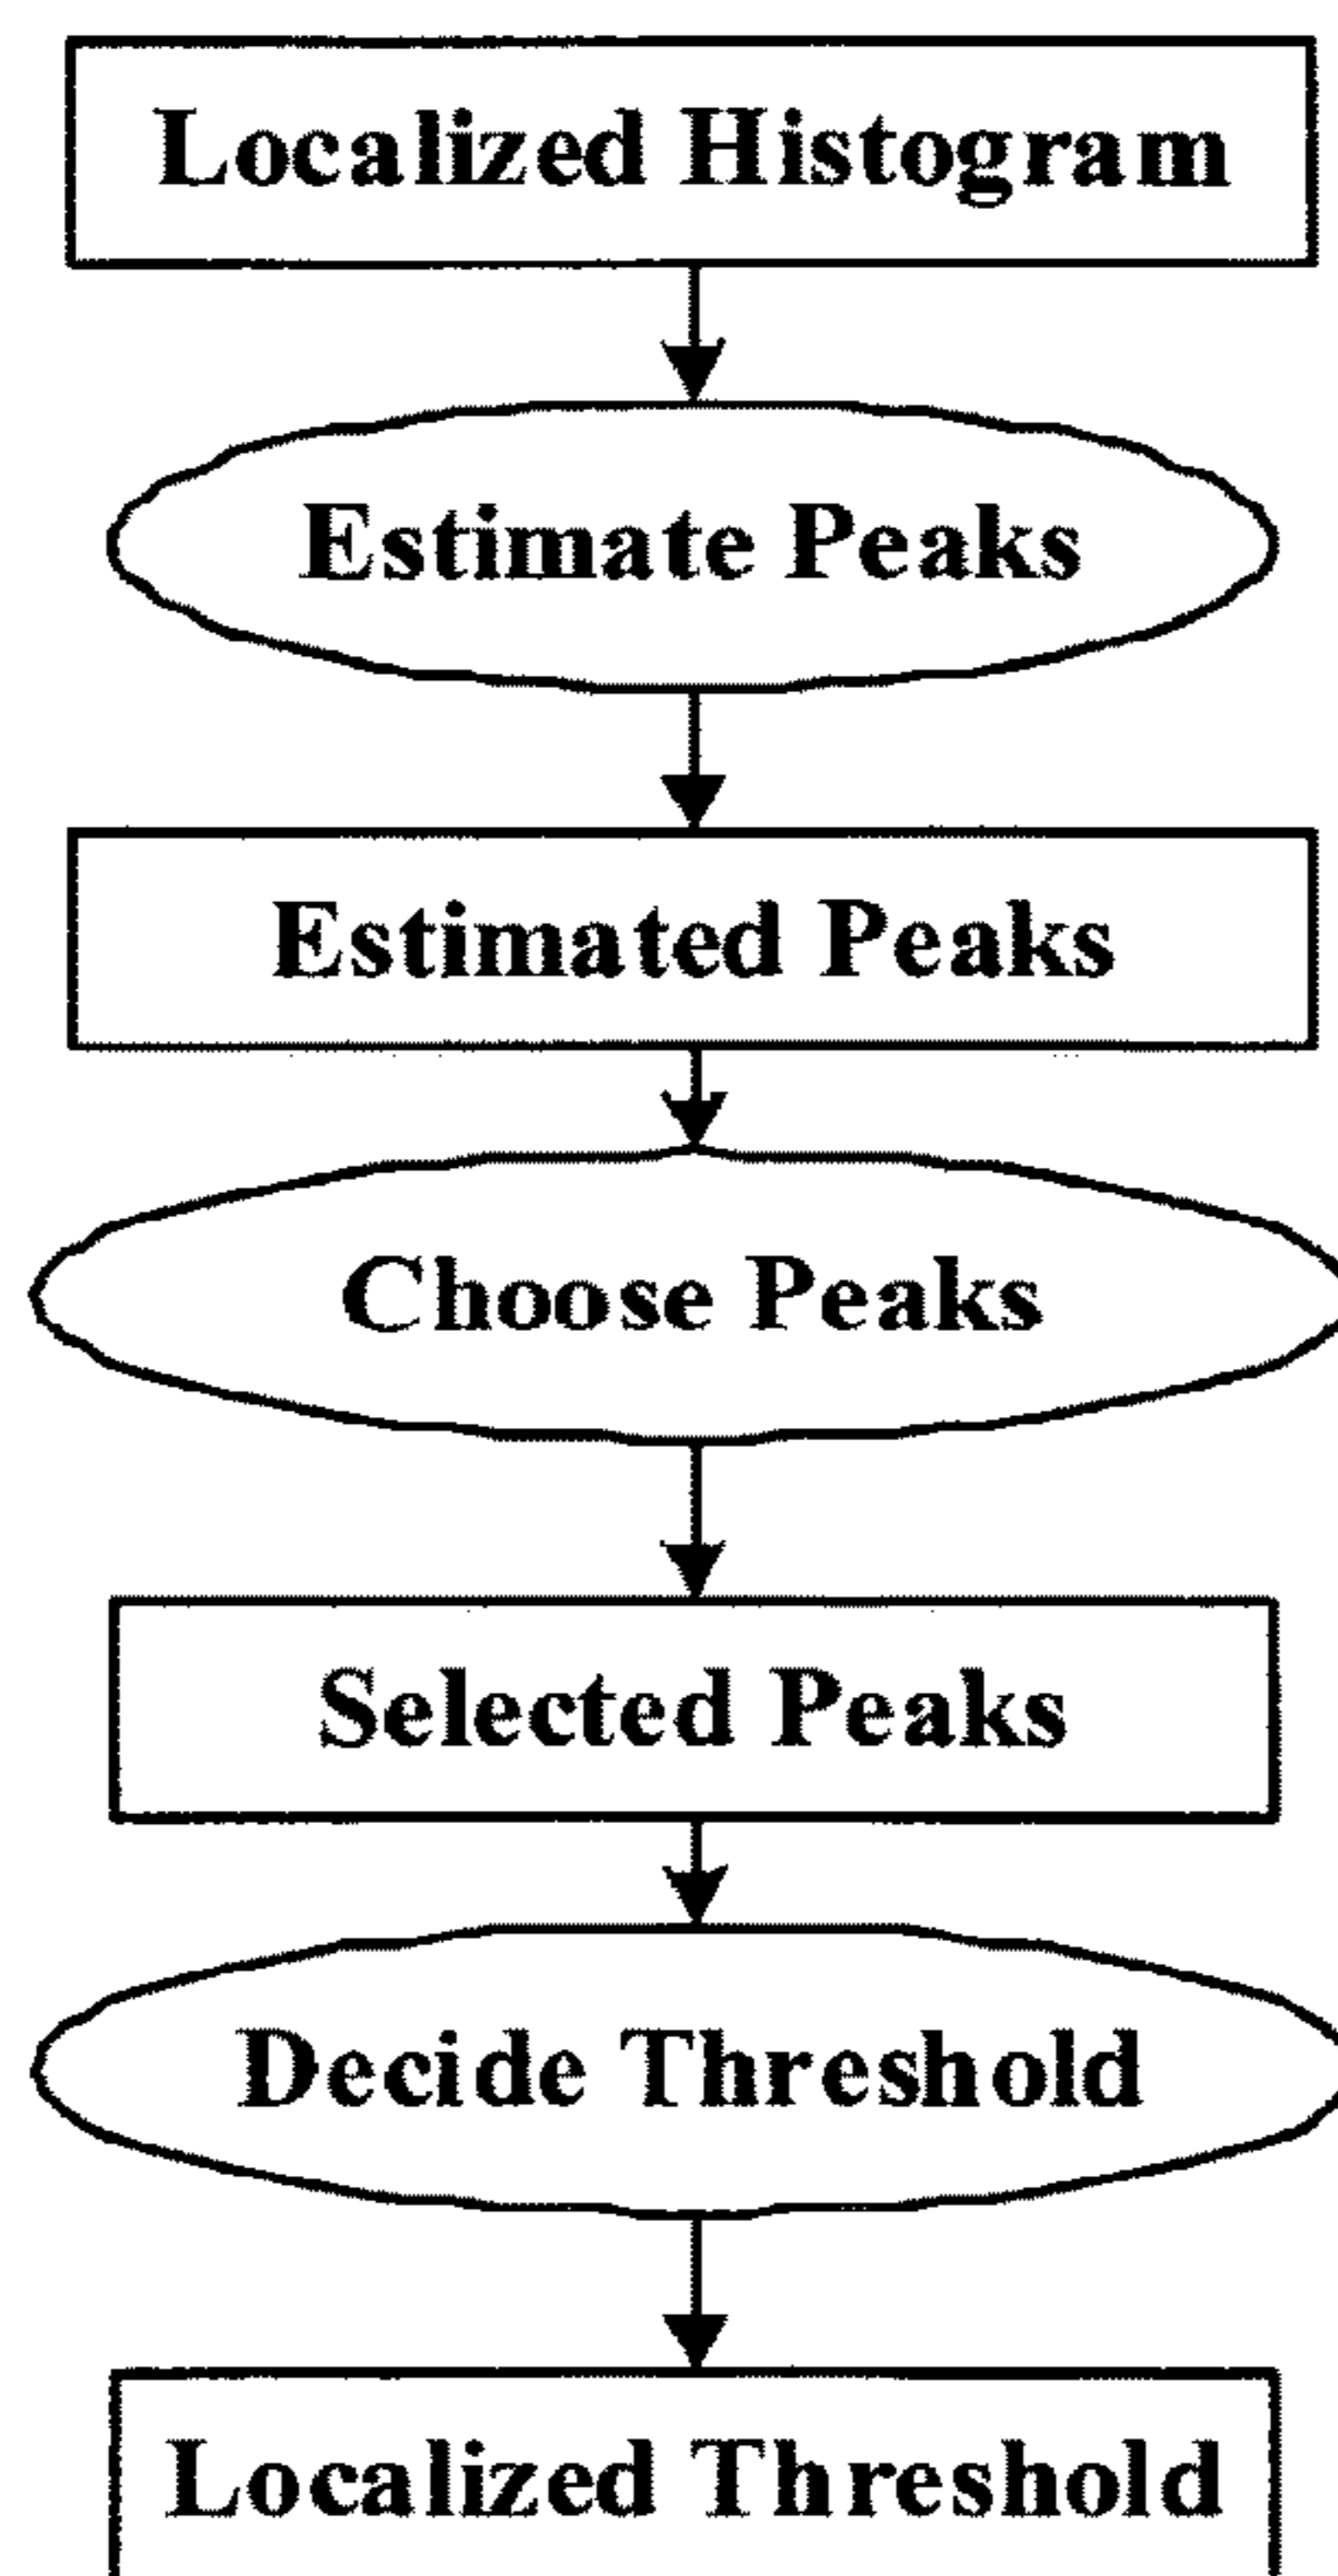 Localized Histogram
Estimate Peaks
Estimated Peaks
Choose Peaks
Selected Peaks
Decide Threshold
Localized Threshold